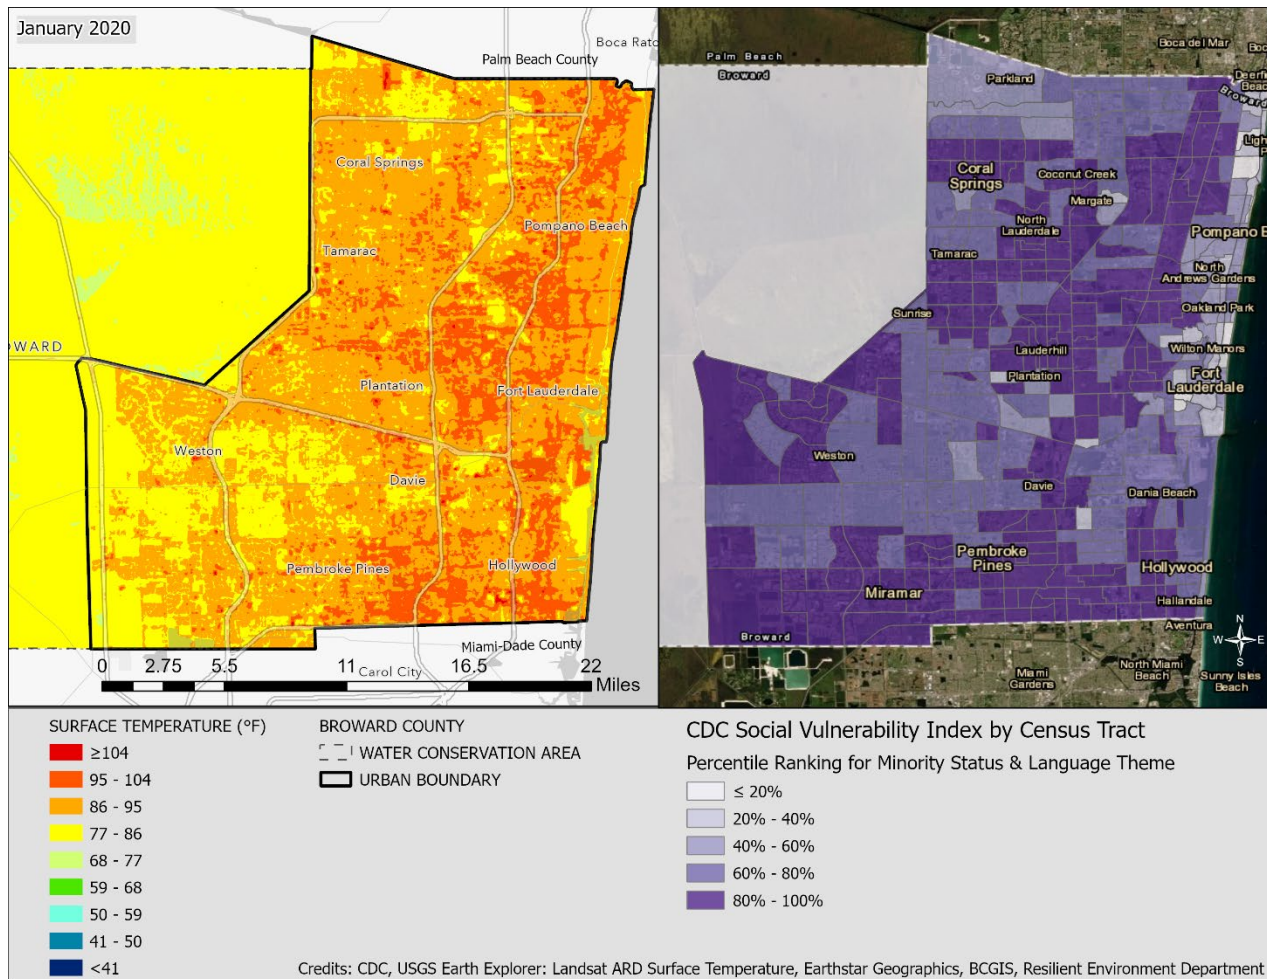 January 2020
Boca Rato
Palm Beach County
Coral Springs
Pompano Beach
Tamarac
OWARD
Plantation
Fort Lauderdale
Weston
Davie
Pembroke Pines
Hollywood
Miami-Dade County
Carol City
0 2.75 5.5 11 16.5 22
Miles
Boca del Mar
Boc
Palm Beach
Broward
Parkland
Deerfie
Beac
Broward
Ligh
P
Coral
Springs
Coconut Creek
Margate
North
Lauderdale
Pompano B
Tamarac
North
Andrews Gardens
Sunrise
Oakland Park
Lauderhill
Wilton Manors
Plantation
Fort
Lauderdale
Weston
Davie
Dania Beach
Pembroke
Pines
Hollywood
Miramar
Hallandale
Aventura
Broward
N
W E
S
Miami
Gardens
North Miami
Beach
Sunny Isles
Beach
SURFACE TEMPERATURE (°F)
≥104
95 - 104
86 - 95
77 - 86
68 - 77
59 - 68
50 - 59
41 - 50
<41
BROWARD COUNTY
WATER CONSERVATION AREA
URBAN BOUNDARY
CDC Social Vulnerability Index by Census Tract
Percentile Ranking for Minority Status & Language Theme
≤ 20%
20% - 40%
40% - 60%
60% - 80%
80% - 100%
Credits: CDC, USGS Earth Explorer: Landsat ARD Surface Temperature, Earthstar Geographics, BCGIS, Resilient Environment Department